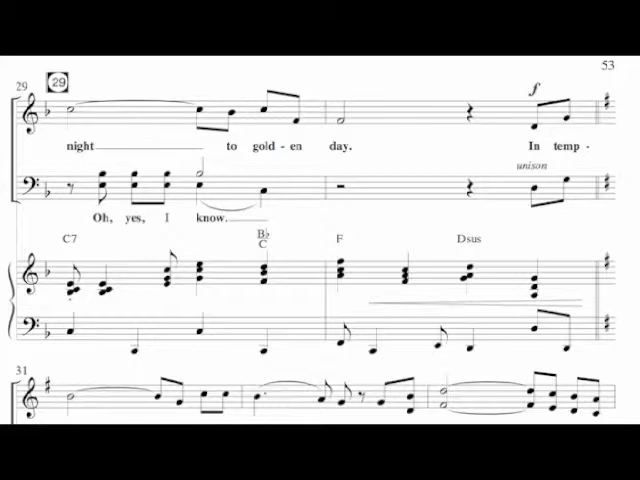 53
29
29
f
night to gold - en day. In temp -
unison
Oh, yes, I know.
C7 B♭ F Dsus
C
31